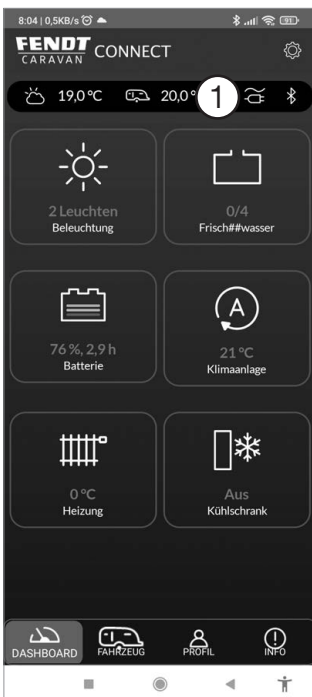 8:04 | 0,5KB/s
91
FENDT
CARAVAN
CONNECT
19,0°C 20,0° 1
2 Leuchten
Beleuchtung
0/4
Frisch##wasser
76 %, 2,9 h
Batterie
A
21 °C
Klimaanlage
0 °C
Heizung
Aus
Kühlschrank
DASHBOARD FAHRZEUG PROFIL INFO